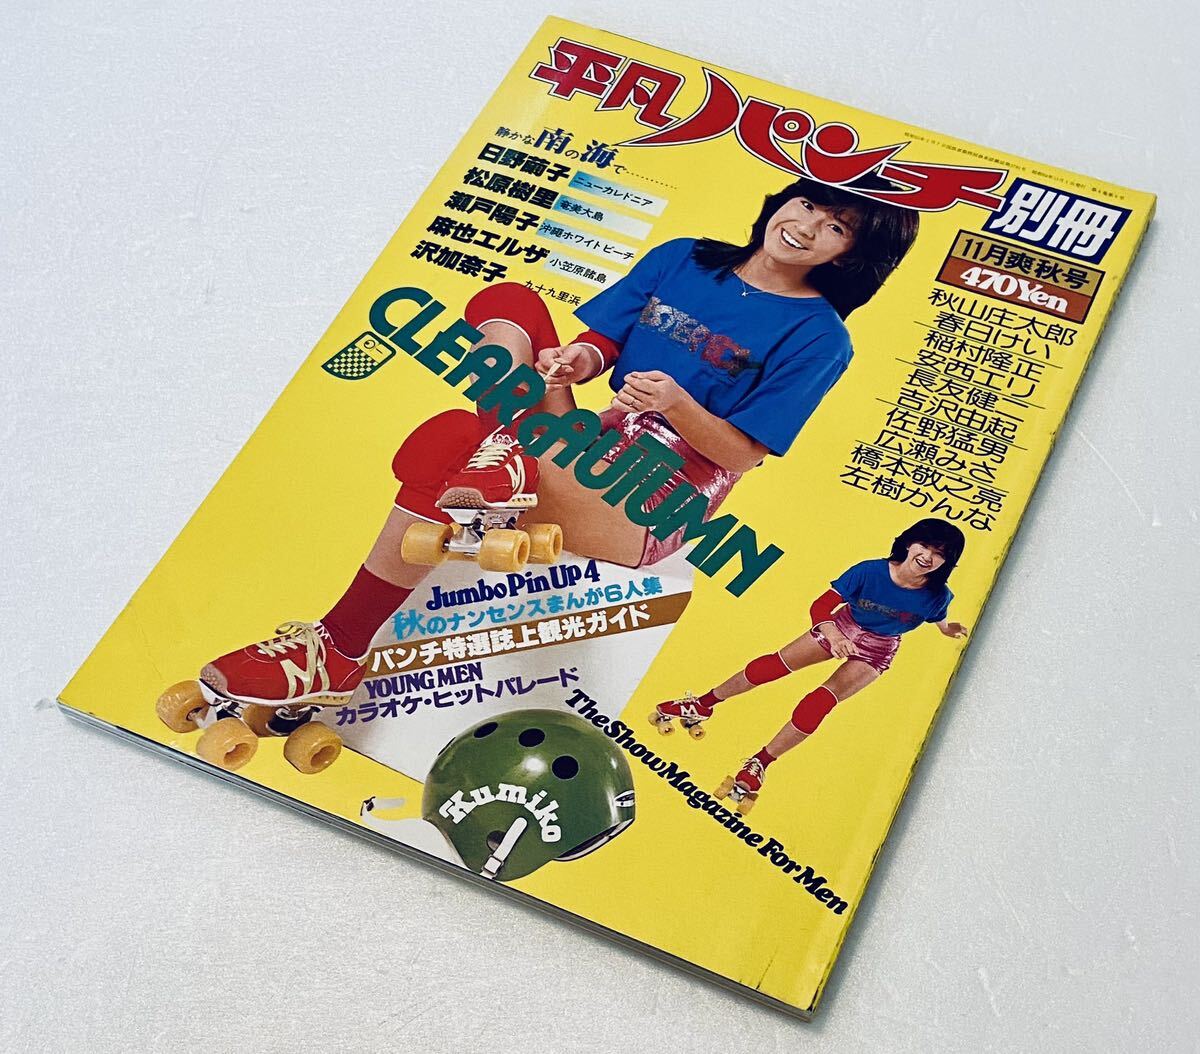 平凡パンチ
別冊
11月爽秋号
470Yen
静かな南の海で…………
日野繭子 ニューカレドニア
松原樹里 奄美大島
瀬戸陽子 沖縄ホワイトビーチ
麻也エルザ 小笠原諸島
沢加奈子 九十九里浜
秋山庄太郎
春日けい
稲村隆正
安西エリ
長友健二
吉沢由起
佐野猛男
広瀬みさ
橋本敬之亮
左樹かんな
CLEAR AUTUMN
Jumbo Pin Up 4
秋のナンセンスまんが6人集
パンチ特選誌上観光ガイド
YOUNG MEN
カラオケ・ヒットパレード
Kumiko
The Show Magazine For Men